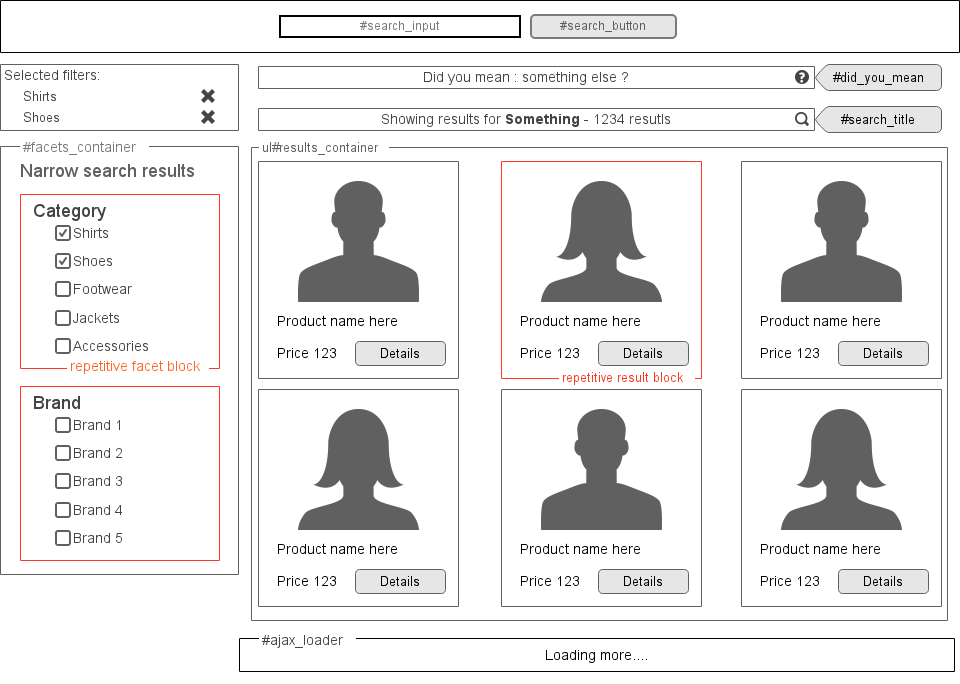 #search_input
#search_button
Selected filters:
Shirts
Shoes
Did you mean : something else ?
?
#did_you_mean
Showing results for Something - 1234 resutls
#search_title
#facets_container
Narrow search results
Category
Shirts
Shoes
Footwear
Jackets
Accessories
repetitive facet block
Brand
Brand 1
Brand 2
Brand 3
Brand 4
Brand 5
ul#results_container
Product name here
Price 123
Details
Product name here
Price 123
Details
repetitive result block
Product name here
Price 123
Details
Product name here
Price 123
Details
Product name here
Price 123
Details
Product name here
Price 123
Details
#ajax_loader
Loading more....